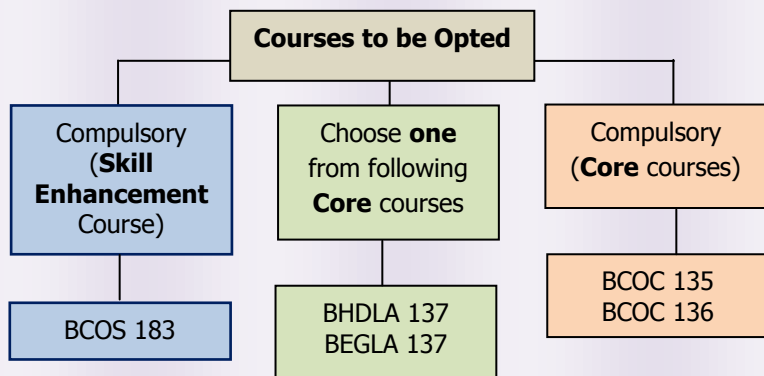 Courses to be Opted
Compulsory
(Skill
Enhancement
Course)
BCOS 183
Choose one
from following
Core courses
BHDLA 137
BEGLA 137
Compulsory
(Core courses)
BCOC 135
BCOC 136